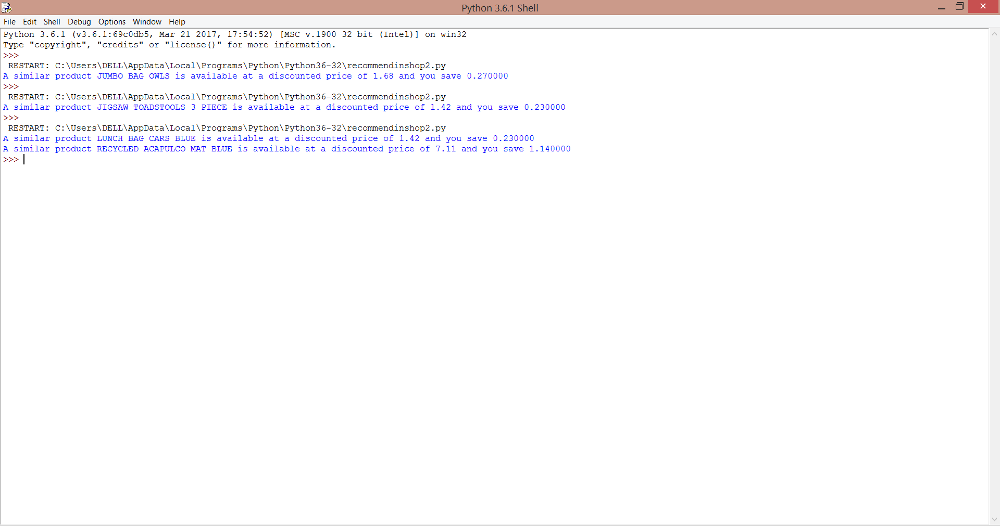 Python 3.6.1 Shell
File Edit Shell Debug Options Window Help
Python 3.6.1 (v3.6.1:69c0db5, Mar 21 2017, 17:54:52) [MSC v.1900 32 bit (Intel)] on win32
Type "copyright", "credits" or "license()" for more information.
>>>
 RESTART: C:\Users\DELL\AppData\Local\Programs\Python\Python36-32\recommendinshop2.py
A similar product JUMBO BAG OWLS is available at a discounted price of 1.68 and you save 0.270000
>>>
 RESTART: C:\Users\DELL\AppData\Local\Programs\Python\Python36-32\recommendinshop2.py
A similar product JIGSAW TOADSTOOLS 3 PIECE is available at a discounted price of 1.42 and you save 0.230000
>>>
 RESTART: C:\Users\DELL\AppData\Local\Programs\Python\Python36-32\recommendinshop2.py
A similar product LUNCH BAG CARS BLUE is available at a discounted price of 1.42 and you save 0.230000
A similar product RECYCLED ACAPULCO MAT BLUE is available at a discounted price of 7.11 and you save 1.140000
>>>